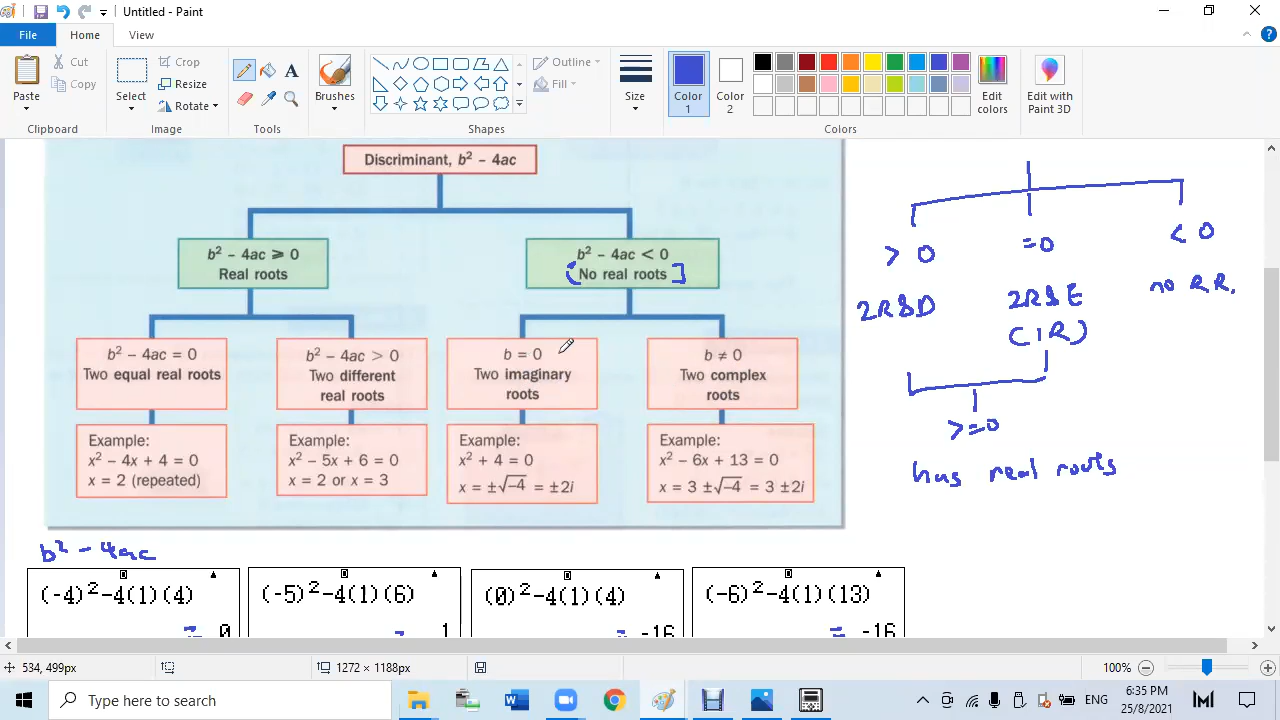 Untitled - Paint
File
Home
View
Paste
Cut
Copy
Clipboard
Select
Crop
Resize
Rotate
Image
Tools
Brushes
Shapes
Outline
Fill
Size
Color 1
Color 2
Edit colors
Edit with Paint 3D
Colors
Discriminant, b² − 4ac
b² − 4ac ⩾ 0
Real roots
b² − 4ac < 0
(No real roots]
b² − 4ac = 0
Two equal real roots
b² − 4ac > 0
Two different
real roots
b = 0
Two imaginary
roots
b ≠ 0
Two complex
roots
Example:
x² − 4x + 4 = 0
x = 2 (repeated)
Example:
x² − 5x + 6 = 0
x = 2 or x = 3
Example:
x² + 4 = 0
x = ±√−4 = ±2i
Example:
x² − 6x + 13 = 0
x = 3 ±√−4 = 3 ±2i
> 0
=0
< 0
2R&D
2R&E
(1R)
no R.R.
>=0
has real roots
b² − 4ac
(-4)²-4(1)(4)
= 0
(-5)²-4(1)(6)
= 1
(0)²-4(1)(4)
= -16
(-6)²-4(1)(13)
= -16
534, 499px
1272 × 1188px
100%
Type here to search
ENG
6:35 PM
25/8/2021